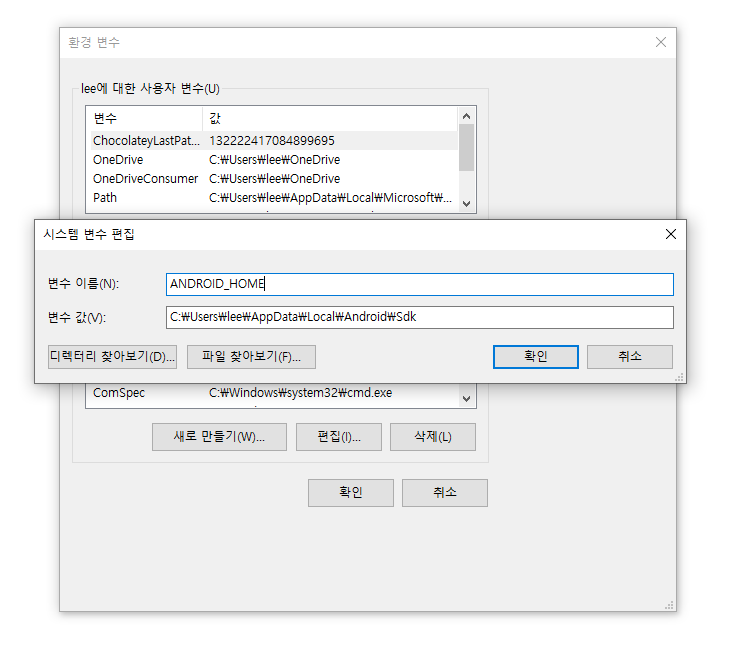 환경 변수
lee에 대한 사용자 변수(U)
변수 값
ChocolateyLastPat... 132222417084899695
OneDrive C:₩Users₩lee₩OneDrive
OneDriveConsumer C:₩Users₩lee₩OneDrive
Path C:₩Users₩lee₩AppData₩Local₩Microsoft₩...
시스템 변수 편집
변수 이름(N): ANDROID_HOME
변수 값(V): C:₩Users₩lee₩AppData₩Local₩Android₩Sdk
디렉터리 찾아보기(D)... 파일 찾아보기(F)... 확인 취소
ComSpec C:₩Windows₩system32₩cmd.exe
새로 만들기(W)... 편집(I)... 삭제(L)
확인 취소